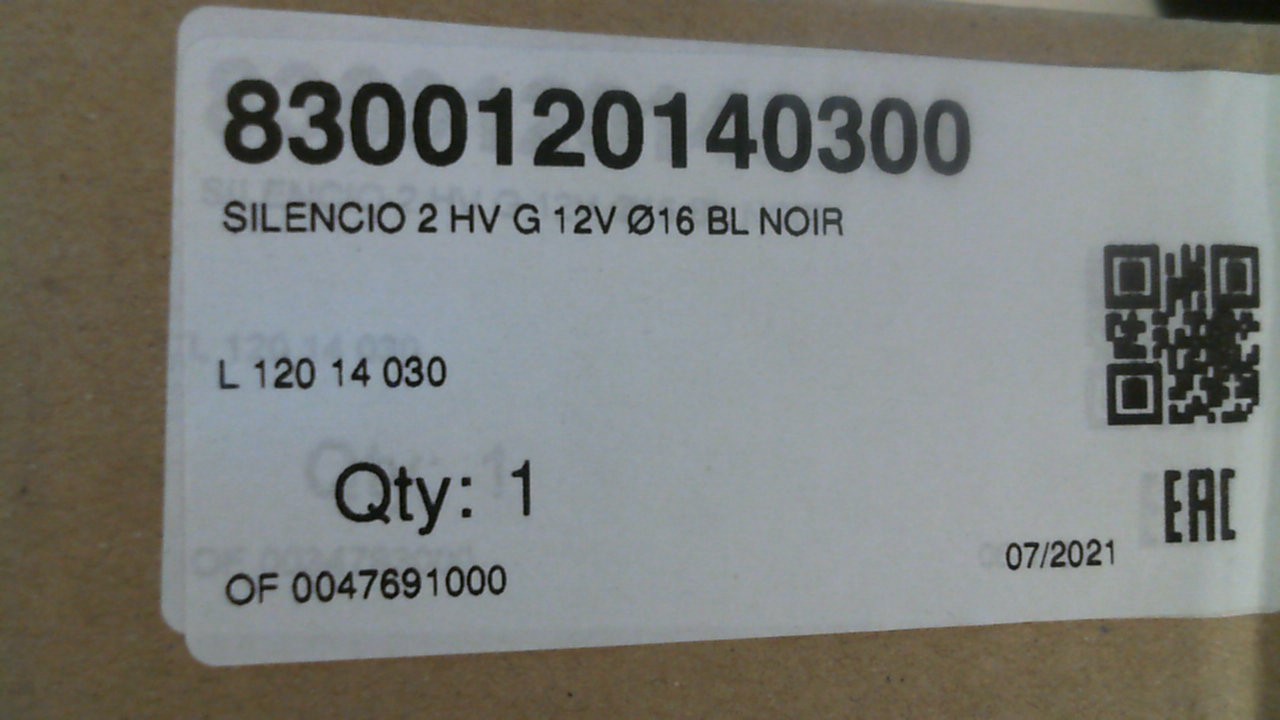 8300120140300
SILENCIO 2 HV G 12V Ø16 BL NOIR
L 120 14 030
Qty: 1
EAC
07/2021
OF 0047691000